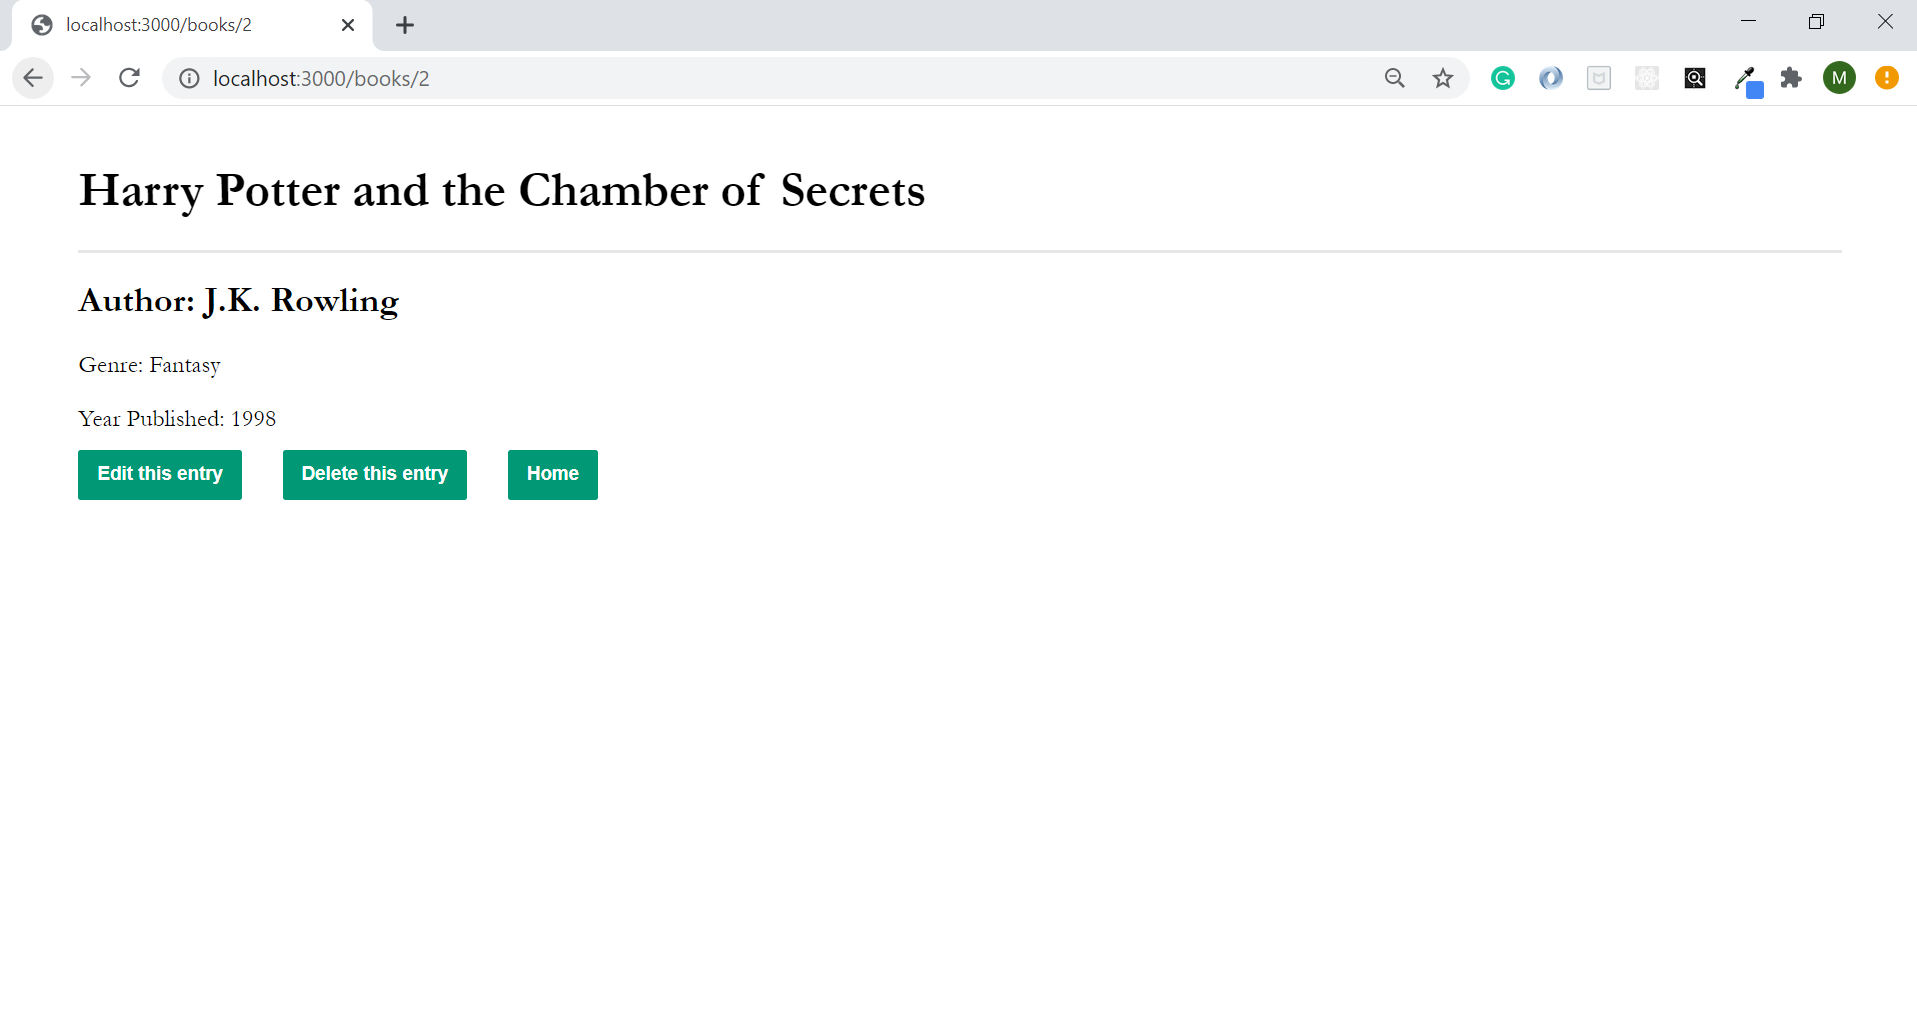 localhost:3000/books/2
localhost:3000/books/2
M
Harry Potter and the Chamber of Secrets
Author: J.K. Rowling
Genre: Fantasy
Year Published: 1998
Edit this entry Delete this entry Home